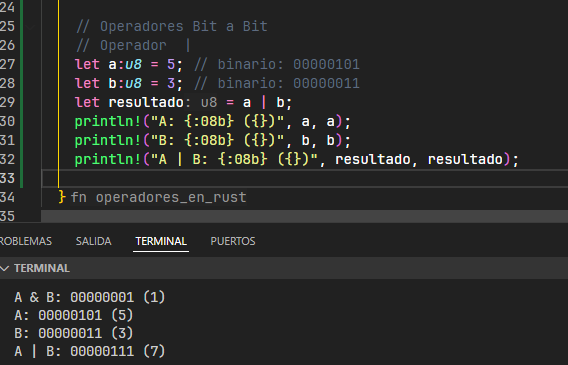 24
25 // Operadores Bit a Bit
26 // Operador |
27 let a:u8 = 5; // binario: 00000101
28 let b:u8 = 3; // binario: 00000011
29 let resultado: u8 = a | b;
30 println!("A: {:08b} ({})", a, a);
31 println!("B: {:08b} ({})", b, b);
32 println!("A | B: {:08b} ({})", resultado, resultado);
33
34 } fn operadores_en_rust
35
ROBLEMAS SALIDA TERMINAL PUERTOS
TERMINAL
A & B: 00000001 (1)
A: 00000101 (5)
B: 00000011 (3)
A | B: 00000111 (7)